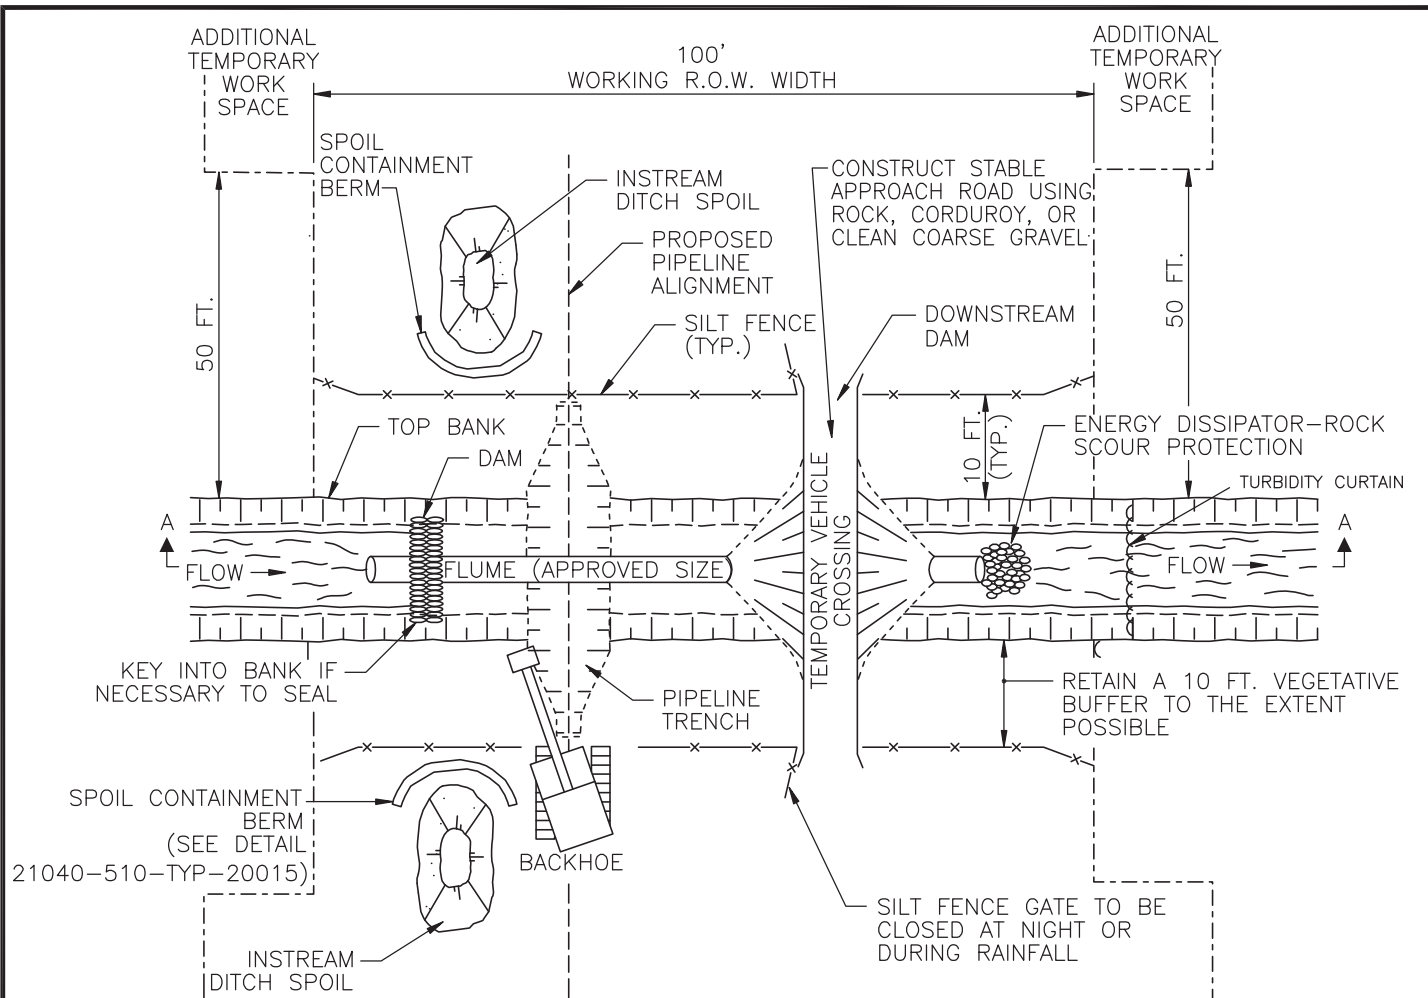 ADDITIONAL
TEMPORARY
WORK
SPACE
100'
WORKING R.O.W. WIDTH
ADDITIONAL
TEMPORARY
WORK
SPACE
SPOIL
CONTAINMENT
BERM
INSTREAM
DITCH SPOIL
CONSTRUCT STABLE
APPROACH ROAD USING
ROCK, CORDUROY, OR
CLEAN COARSE GRAVEL
PROPOSED
PIPELINE
ALIGNMENT
50 FT.
50 FT.
SILT FENCE
(TYP.)
DOWNSTREAM
DAM
TOP BANK
DAM
10 FT.
(TYP.)
ENERGY DISSIPATOR-ROCK
SCOUR PROTECTION
TURBIDITY CURTAIN
A
A
FLOW
FLUME (APPROVED SIZE)
TEMPORARY VEHICLE
CROSSING
FLOW
KEY INTO BANK IF
NECESSARY TO SEAL
PIPELINE
TRENCH
RETAIN A 10 FT. VEGETATIVE
BUFFER TO THE EXTENT
POSSIBLE
SPOIL CONTAINMENT
BERM
(SEE DETAIL
21040-510-TYP-20015)
BACKHOE
SILT FENCE GATE TO BE
CLOSED AT NIGHT OR
DURING RAINFALL
INSTREAM
DITCH SPOIL